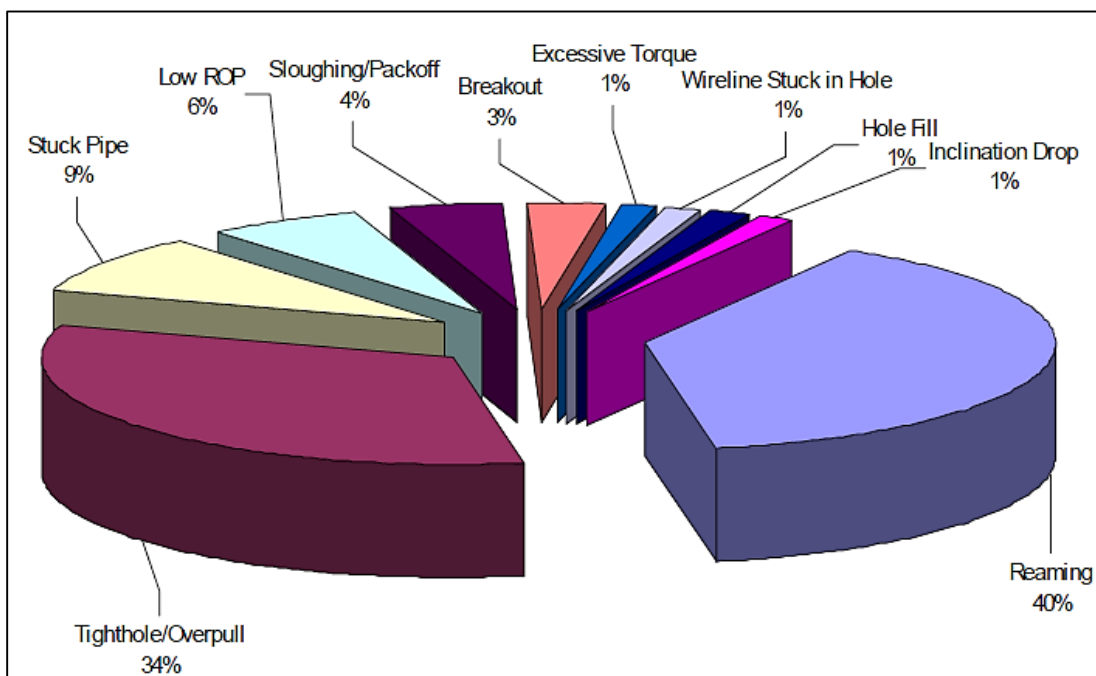 Excessive Torque
1%
Wireline Stuck in Hole
1%
Sloughing/Packoff
4%
Low ROP
6%
Breakout
3%
Hole Fill
1%
Inclination Drop
1%
Stuck Pipe
9%
Reaming
40%
Tighthole/Overpull
34%